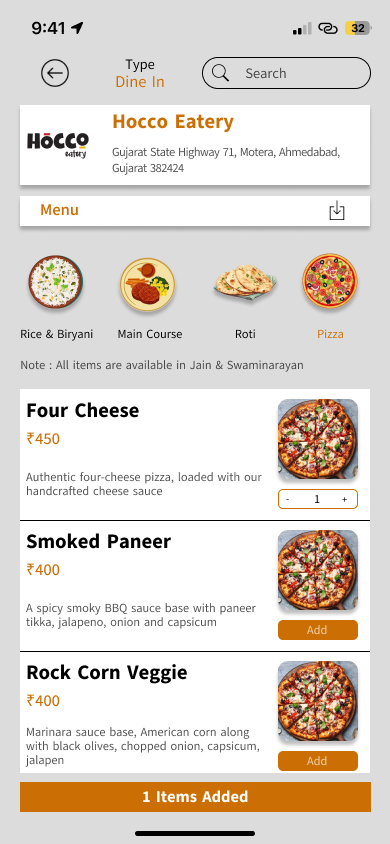 9:41
32
Type
Dine In
Search
HOCCO
eatery
Hocco Eatery
Gujarat State Highway 71, Motera, Ahmedabad,
Gujarat 382424
Menu
Rice & Biryani
Main Course
Roti
Pizza
Note : All items are available in Jain & Swaminarayan
Four Cheese
₹450
Authentic four-cheese pizza, loaded with our
handcrafted cheese sauce
- 1 +
Smoked Paneer
₹400
A spicy smoky BBQ sauce base with paneer
tikka, jalapeno, onion and capsicum
Add
Rock Corn Veggie
₹400
Marinara sauce base, American corn along
with black olives, chopped onion, capsicum,
jalapen
Add
1 Items Added